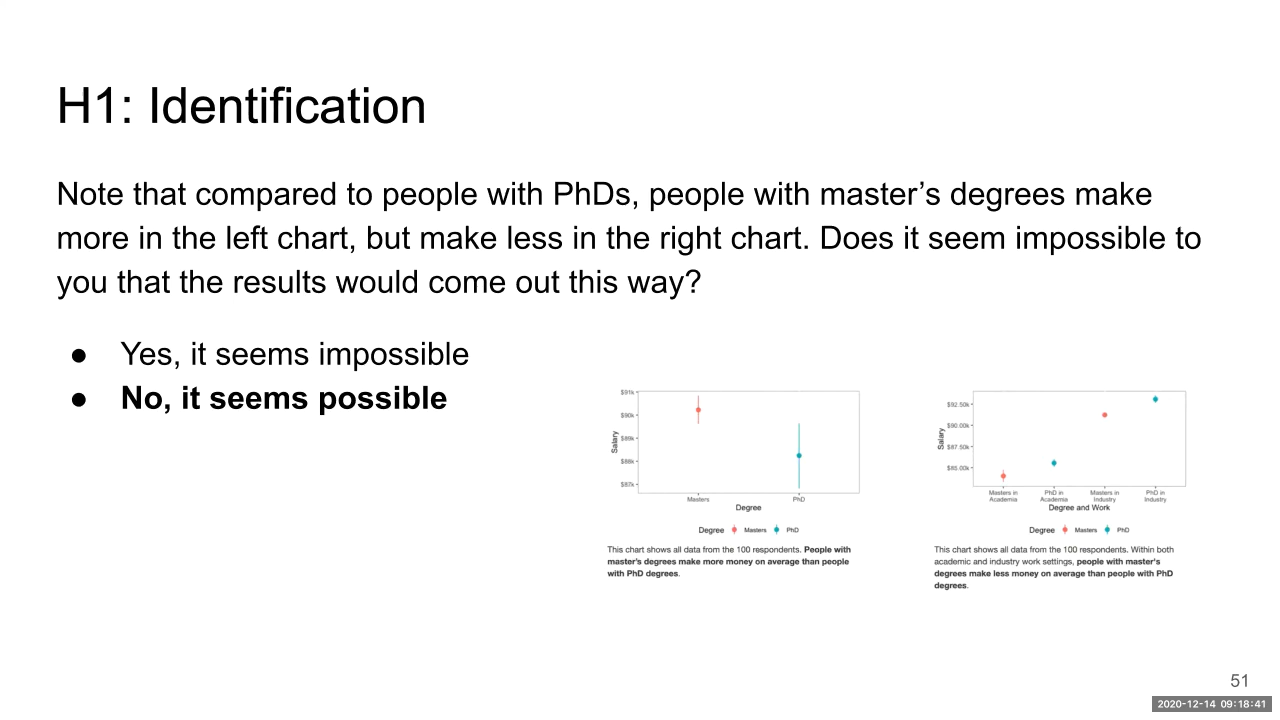 H1: Identification
Note that compared to people with PhDs, people with master’s degrees make
more in the left chart, but make less in the right chart. Does it seem impossible to
you that the results would come out this way?
● Yes, it seems impossible
● No, it seems possible
$91k
$90k
$89k
$88k
$87k
Salary
Masters PhD
Degree
Degree Masters PhD
This chart shows all data from the 100 respondents. People with
master's degrees make more money on average than people
with PhD degrees.
$92.50k
$90.00k
$87.50k
$85.00k
Salary
Masters in PhD in Masters in PhD in
Academia Academia Industry Industry
Degree and Work
Degree Masters PhD
This chart shows all data from the 100 respondents. Within both
academic and industry work settings, people with master's
degrees make less money on average than people with PhD
degrees.
51
2020-12-14 09:18:41